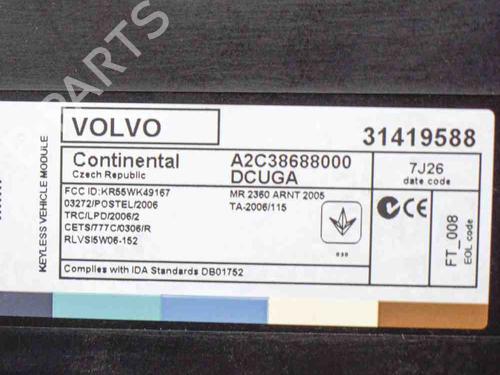 PARTS
VOLVO
31419588
KEYLESS VEHICLE MODULE
Continental
Czech Republic
A2C38688000
DCUGA
7J26
date code
FCC ID:KR55WK49167
03272/POSTEL/2006
TRC/LPD/2006/2
CETS/777C/0306/R
RLVSI5W06-152
MR 2360 ARNT 2005
TA-2006/115
FT_008
EOL code
Complies with IDA Standards DB01752